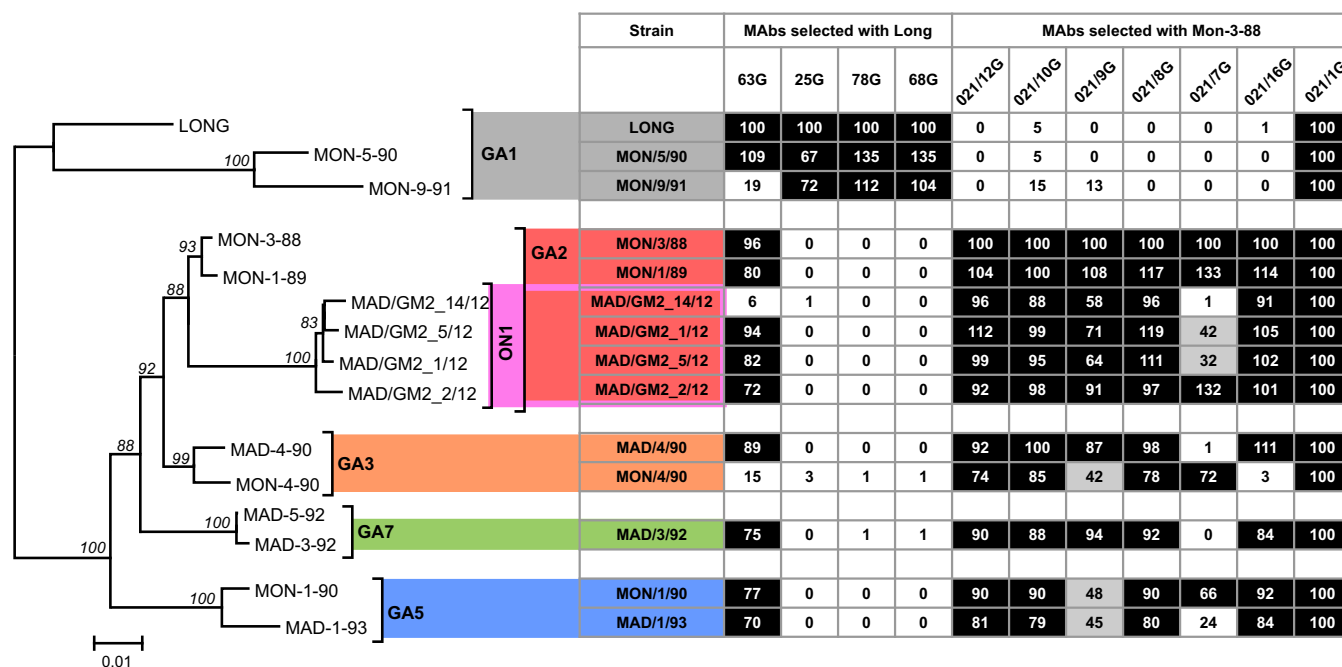 Strain MAbs selected with Long MAbs selected with Mon-3-88
63G 25G 78G 68G 021/12G 021/10G 021/9G 021/8G 021/7G 021/16G 021/1G
LONG GA1 LONG 100 100 100 100 0 5 0 0 0 1 100
100 MON-5-90 MON/5/90 109 67 135 135 0 5 0 0 0 0 100
MON-9-91 MON/9/91 19 72 112 104 0 15 13 0 0 0 100
93 MON-3-88 GA2 MON/3/88 96 0 0 0 100 100 100 100 100 100 100
MON-1-89 MON/1/89 80 0 0 0 104 100 108 117 133 114 100
88 MAD/GM2_14/12 ON1 MAD/GM2_14/12 6 1 0 0 96 88 58 96 1 91 100
83 MAD/GM2_5/12 MAD/GM2_1/12 94 0 0 0 112 99 71 119 42 105 100
100 MAD/GM2_1/12 MAD/GM2_5/12 82 0 0 0 99 95 64 111 32 102 100
92 MAD/GM2_2/12 MAD/GM2_2/12 72 0 0 0 92 98 91 97 132 101 100
88 MAD-4-90 GA3 MAD/4/90 89 0 0 0 92 100 87 98 1 111 100
99 MON-4-90 MON/4/90 15 3 1 1 74 85 42 78 72 3 100
MAD-5-92 GA7
100 MAD-3-92 MAD/3/92 75 0 1 1 90 88 94 92 0 84 100
100
MON-1-90 GA5 MON/1/90 77 0 0 0 90 90 48 90 66 92 100
100 MAD-1-93 MAD/1/93 70 0 0 0 81 79 45 80 24 84 100
0.01